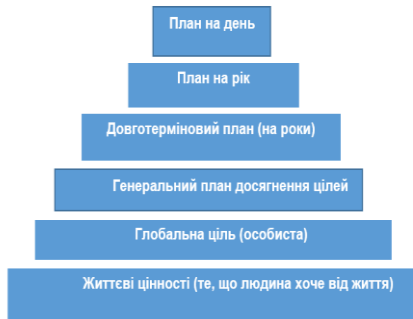 План на день
План на рік
Довготерміновий план (на роки)
Генеральний план досягнення цілей
Глобальна ціль (особиста)
Життєві цінності (те, що людина хоче від життя)